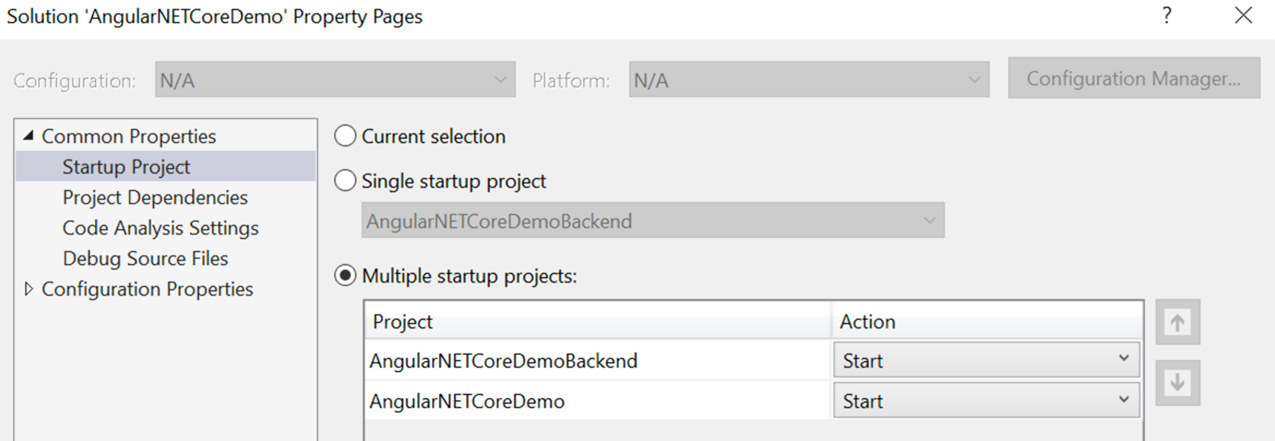 Solution 'AngularNETCoreDemo' Property Pages ?
Configuration: N/A Platform: N/A Configuration Manager...
Common Properties
Startup Project
Project Dependencies
Code Analysis Settings
Debug Source Files
Configuration Properties
Current selection
Single startup project
AngularNETCoreDemoBackend
Multiple startup projects:
Project Action
AngularNETCoreDemoBackend Start
AngularNETCoreDemo Start